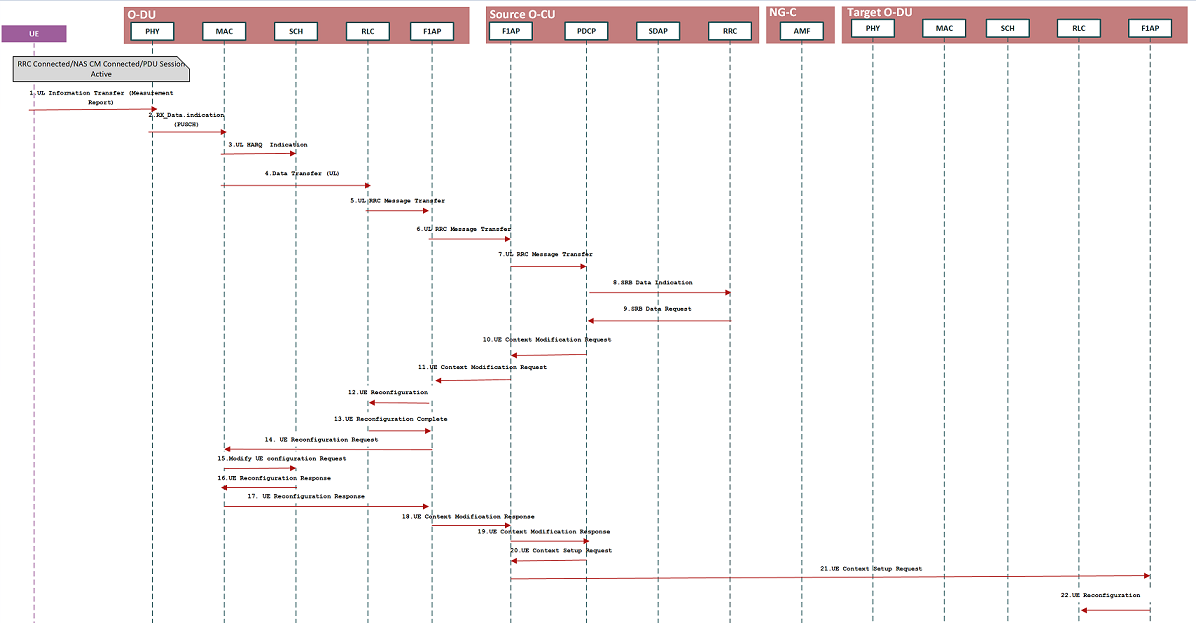 O-DU
Source O-CU
NG-C
Target O-DU
UE
PHY
MAC
SCH
RLC
F1AP
F1AP
PDCP
SDAP
RRC
AMF
PHY
MAC
SCH
RLC
F1AP
RRC Connected/NAS CM Connected/PDU Session
Active
1.UL Information Transfer (Measurement
Report)
2.RX_Data.indication
(PUSCH)
3.UL HARQ Indication
4.Data Transfer (UL)
5.UL RRC Message Transfer
6.UL RRC Message Transfer
7.UL RRC Message Transfer
8.SRB Data Indication
9.SRB Data Request
10.UE Context Modification Request
11.UE Context Modification Request
12.UE Reconfiguration
13.UE Reconfiguration Complete
14. UE Reconfiguration Request
15.Modify UE configuration Request
16.UE Reconfiguration Response
17. UE Reconfiguration Response
18.UE Context Modification Response
19.UE Context Modification Response
20.UE Context Setup Request
21.UE Context Setup Request
22.UE Reconfiguration